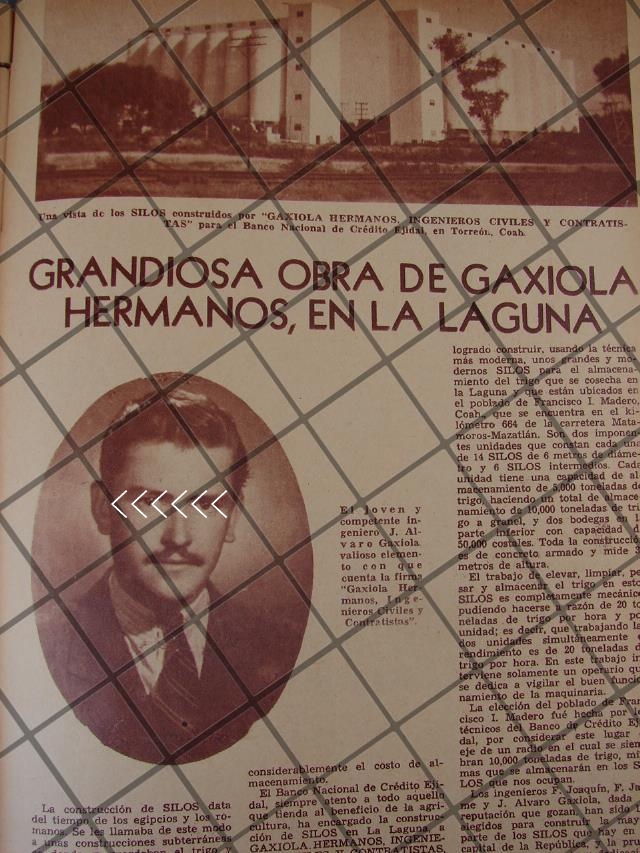 Una vista de los SILOS construidos por "GAXIOLA HERMANOS, INGENIEROS CIVILES Y CONTRATIS-
TAS" para el Banco Nacional de Crédito Ejidal, en Torreón, Coah.
GRANDIOSA OBRA DE GAXIOLA
HERMANOS, EN LA LAGUNA
El joven y
competente in-
geniero J. Al-
varo Gaxiola,
valioso elemen-
to con que
cuenta la firma
"Gaxiola Her-
manos, Inge-
nieros Civiles y
Contratistas".
La construcción de SILOS data
del tiempo de los egipcios y los ro-
manos. Se les llamaba de este modo
a unas construcciones subterráneas
considerablemente el costo de al-
macenamiento.
El Banco Nacional de Crédito Eji-
dal, siempre atento a todo aquello
que tienda al beneficio de la agri-
cultura, ha encargado la construc-
ción de SILOS en La Laguna, a
GAXIOLA HERMANOS, INGENIE-
CONTRATISTAS,
logrado construir, usando la técnica
más moderna, unos grandes y mo-
dernos SILOS para el almacena-
miento del trigo que se cosecha en
la Laguna y que están ubicados en
el poblado de Francisco I. Madero,
Coah., que se encuentra en el ki-
lómetro 664 de la carretera Mata-
moros-Mazatlán. Son dos imponen-
tes unidades que constan cada una
de 14 SILOS de 6 metro de diáme-
tro y 6 SILOS intermedios. Cada
unidad tiene una capacidad de al-
macenamiento de 5,000 toneladas de
trigo, haciendo un total de almace-
namiento de 10,000 toneladas de tri-
go a granel, y dos bodegas en l
parte inferior con capacidad d
50,000 costales. Toda la construcció
es de concreto armado y mide
metros de altura.
El trabajo de elevar, limpiar, pe
sar y almacenar el trigo en esto
SILOS es completamente mecánic
pudiendo hacerse a razón de 20 to
neladas de trigo por hora y po
unidad; es decir, que trabajando la
dos unidades simultáneamente e
rendimiento es de 20 toneladas d
trigo por hora. En este trabajo in
terviene solamente un operario qu
se dedica a vigilar el buen funcio
namiento de la maquinaria.
La elección del poblado de Fran
cisco I. Madero fué hecha por lo
técnicos del Banco de Crédito Ej
dal, por considerar este lugar
eje de un radio en el cual se siem
bran 10,000 toneladas de trigo, mi
mas que se almacenarán en los S
LOS que nos ocupan.
Los ingenieros F. Joaquín, F. Ja
me y J. Alvaro Gaxiola, dada
reputación que gozan, han sido
elegidos para construir la may
parte de los SILOS que hay en
capital de la República, y la pr